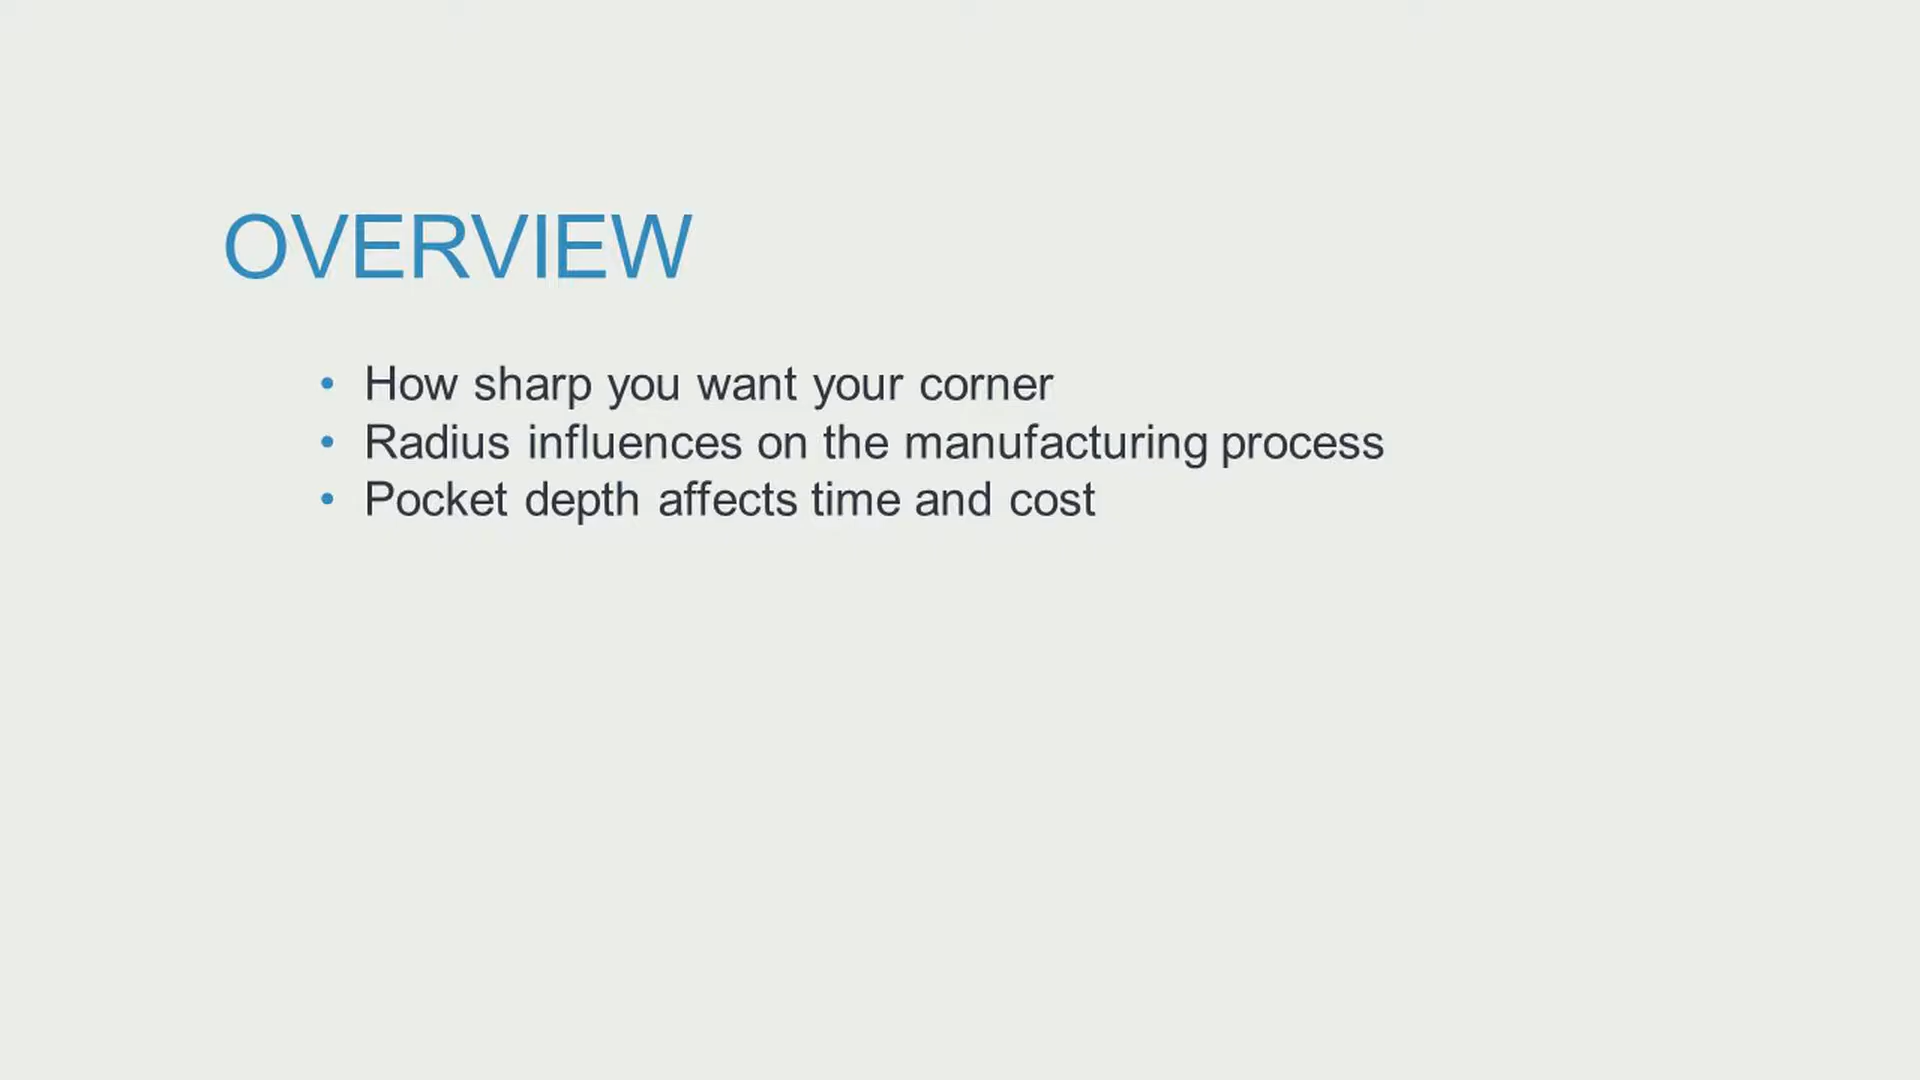 OVERVIEW
• How sharp you want your corner
• Radius influences on the manufacturing process
• Pocket depth affects time and cost